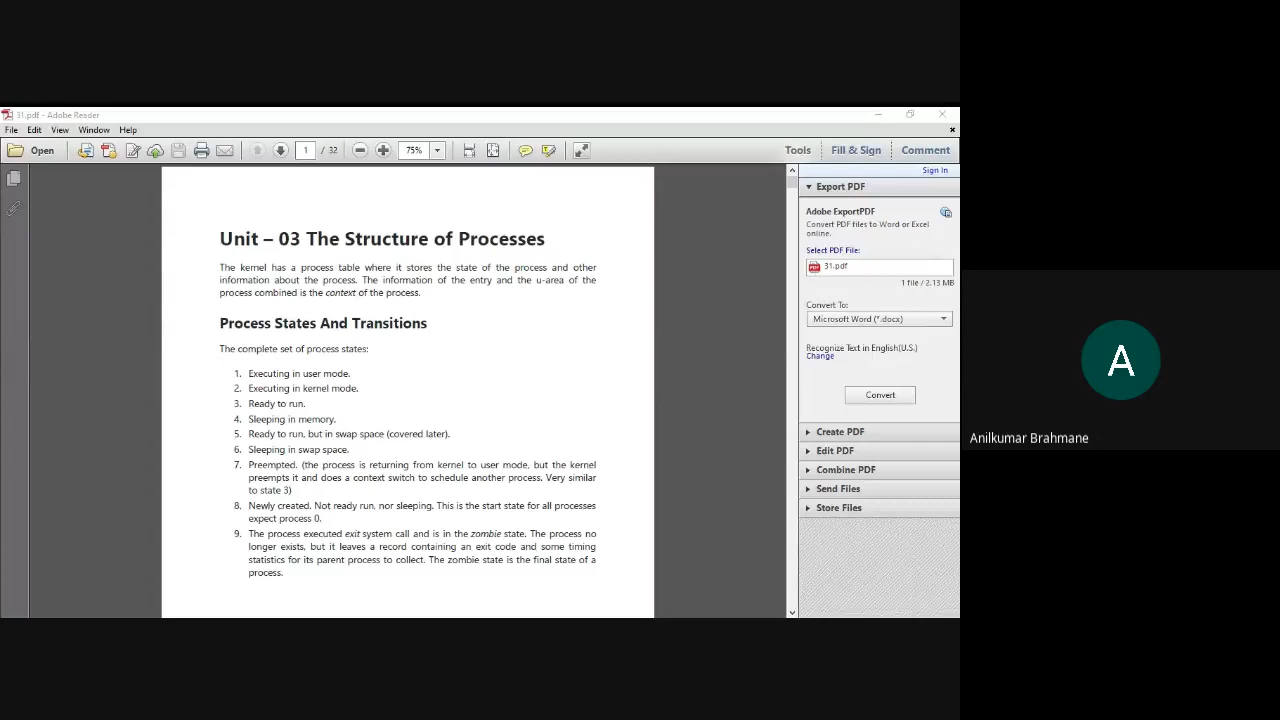 31.pdf - Adobe Reader
File Edit View Window Help
Open 1 / 32 75% Tools Fill & Sign Comment
Sign In
Export PDF
Adobe ExportPDF
Convert PDF files to Word or Excel
online.
Select PDF File:
31.pdf
1 file / 2.13 MB
Convert To:
Microsoft Word (*.docx)
Recognize Text in English(U.S.)
Change
Convert
Create PDF
Edit PDF
Combine PDF
Send Files
Store Files
Unit – 03 The Structure of Processes
The kernel has a process table where it stores the state of the process and other
information about the process. The information of the entry and the u-area of the
process combined is the context of the process.
Process States And Transitions
The complete set of process states:
1. Executing in user mode.
2. Executing in kernel mode.
3. Ready to run.
4. Sleeping in memory.
5. Ready to run, but in swap space (covered later).
6. Sleeping in swap space.
7. Preempted. (the process is returning from kernel to user mode, but the kernel
preempts it and does a context switch to schedule another process. Very similar
to state 3)
8. Newly created. Not ready run, nor sleeping. This is the start state for all processes
expect process 0.
9. The process executed exit system call and is in the zombie state. The process no
longer exists, but it leaves a record containing an exit code and some timing
statistics for its parent process to collect. The zombie state is the final state of a
process.
A
Anilkumar Brahmane